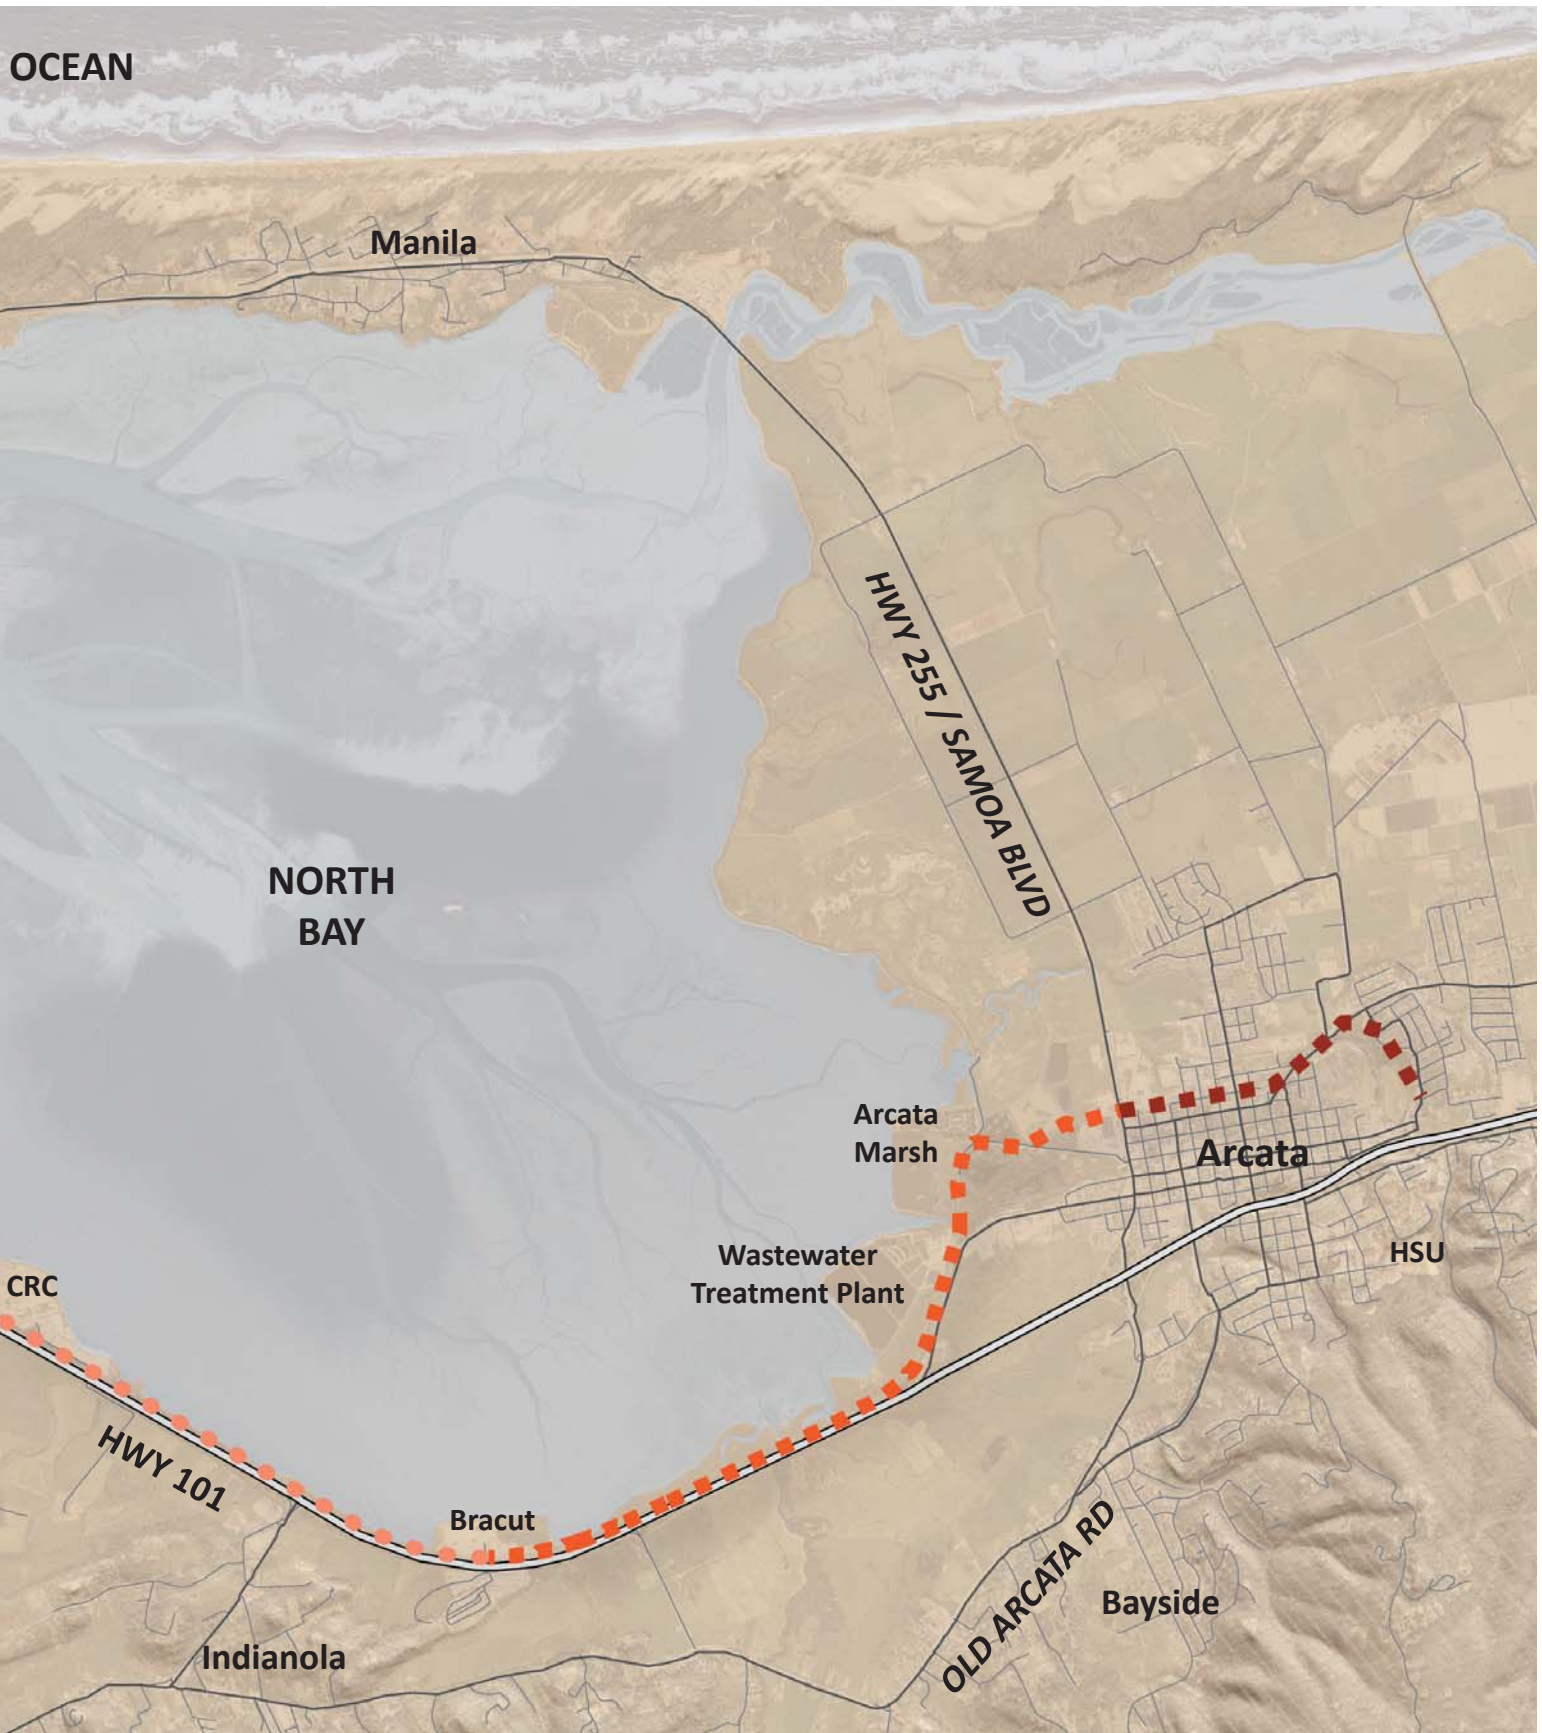 OCEAN
Manila
HWY 255 / SAMOA BLVD
NORTH
BAY
Arcata
Marsh
Arcata
Wastewater
Treatment Plant
HSU
CRC
HWY 101
Bracut
OLD ARCATA RD
Bayside
Indianola